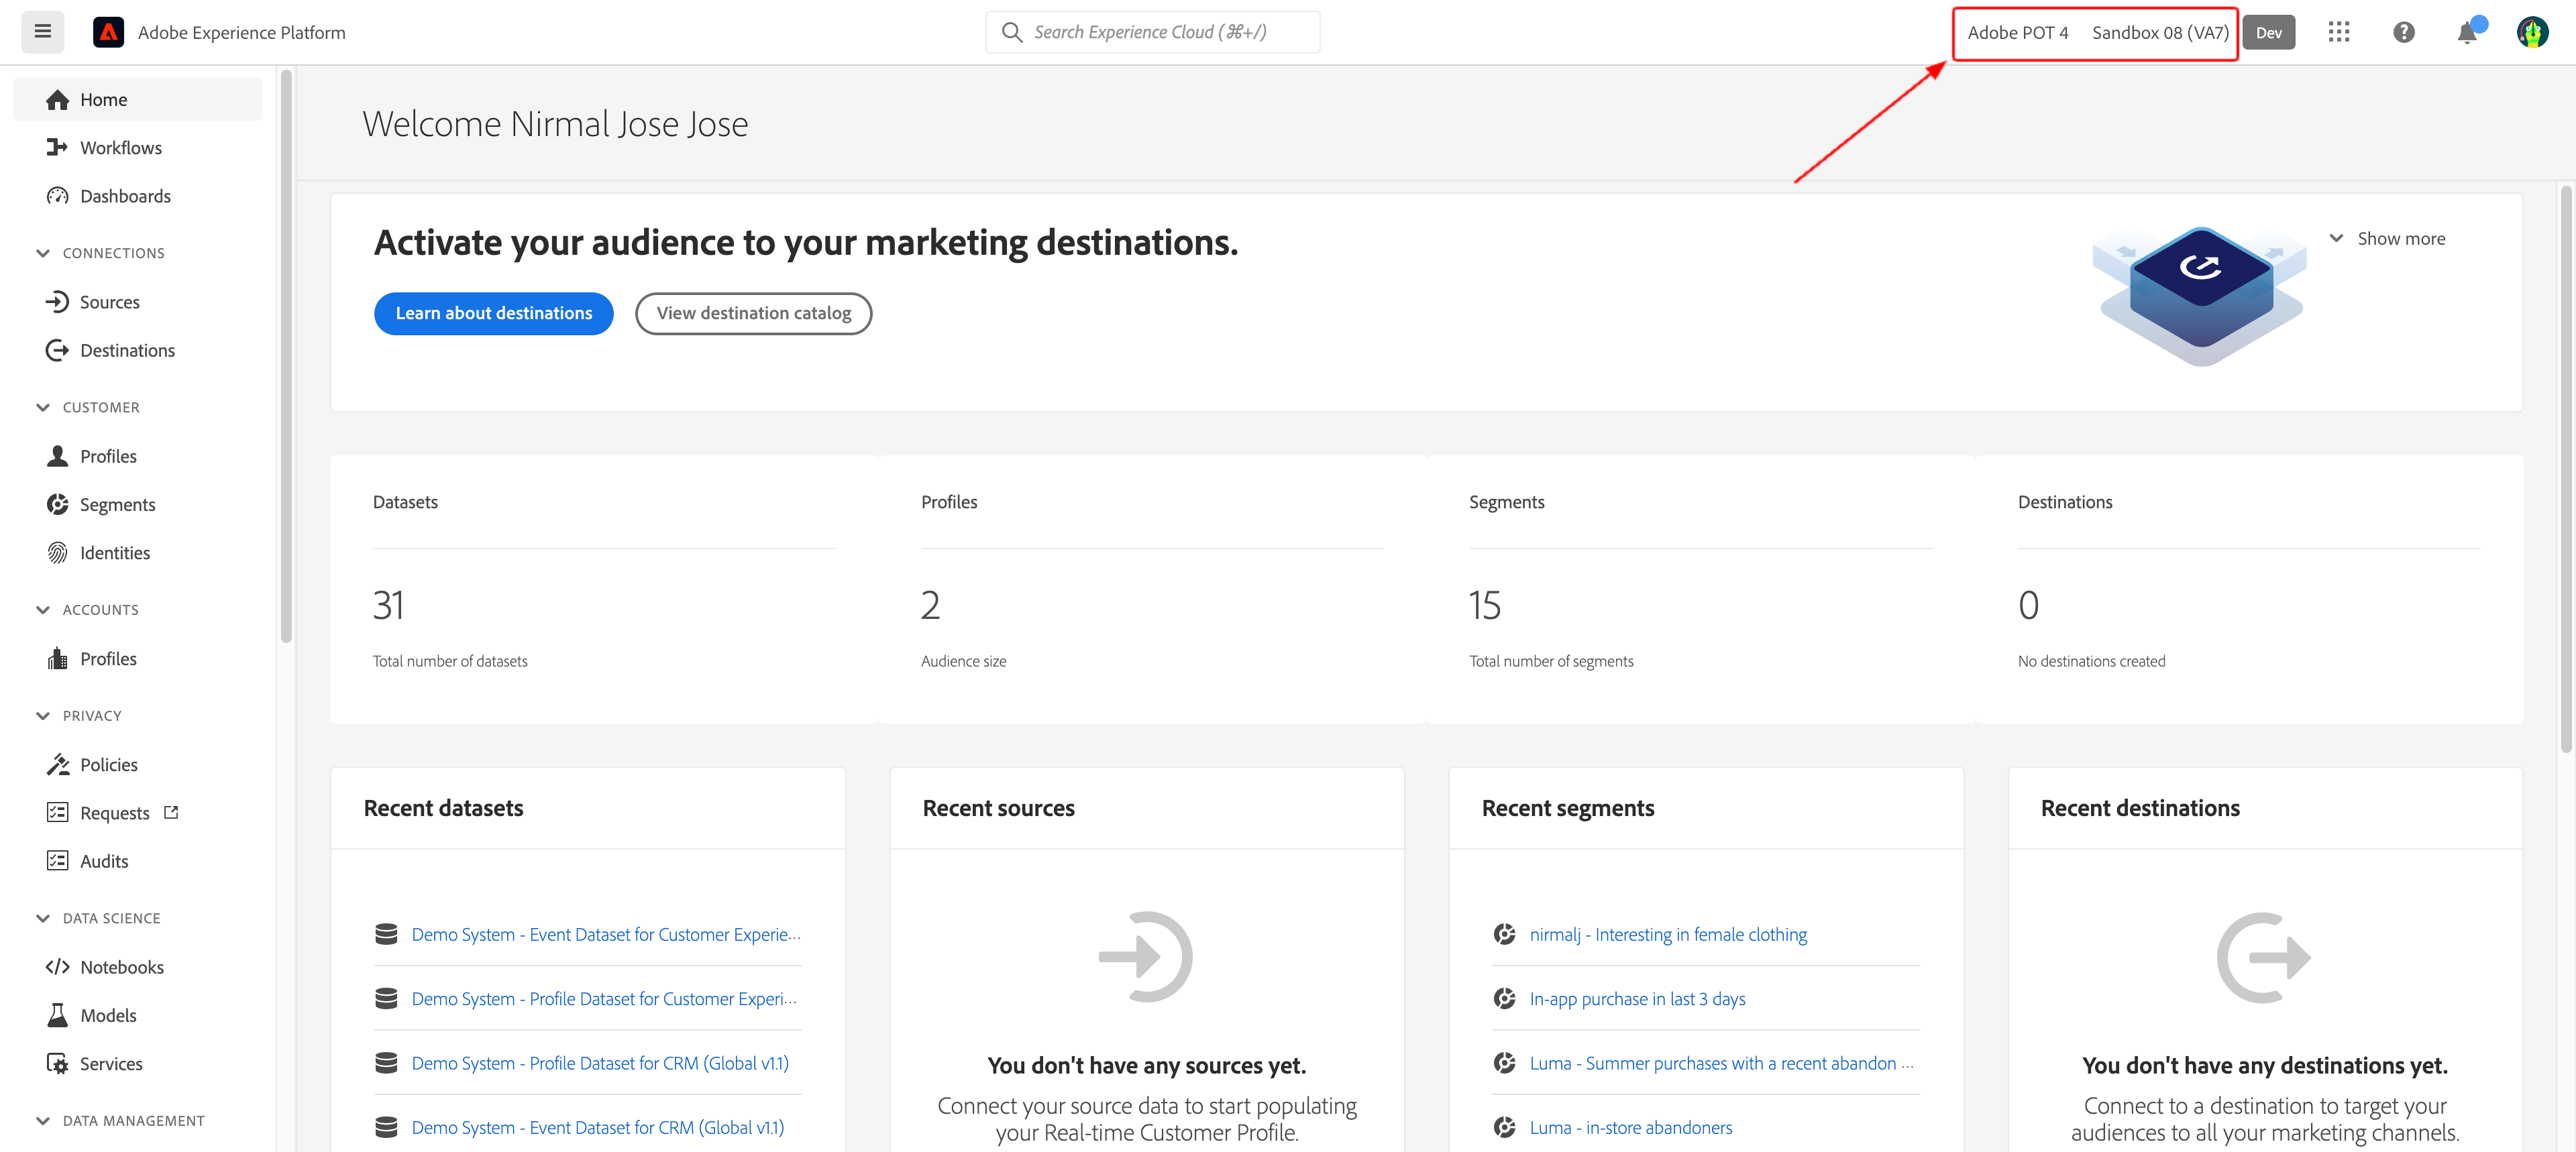 Adobe Experience Platform
Search Experience Cloud (⌘+/)
Adobe POT 4
Sandbox 08 (VA7)
Dev
Home
Workflows
Dashboards
CONNECTIONS
Sources
Destinations
CUSTOMER
Profiles
Segments
Identities
ACCOUNTS
Profiles
PRIVACY
Policies
Requests
Audits
DATA SCIENCE
Notebooks
Models
Services
DATA MANAGEMENT
Welcome Nirmal Jose Jose
Activate your audience to your marketing destinations.
Learn about destinations
View destination catalog
Show more
Datasets
31
Total number of datasets
Profiles
2
Audience size
Segments
15
Total number of segments
Destinations
0
No destinations created
Recent datasets
Demo System - Event Dataset for Customer Experie...
Demo System - Profile Dataset for Customer Experi...
Demo System - Profile Dataset for CRM (Global v1.1)
Demo System - Event Dataset for CRM (Global v1.1)
Recent sources
You don't have any sources yet.
Connect your source data to start populating
your Real-time Customer Profile.
Recent segments
nirmalj - Interesting in female clothing
In-app purchase in last 3 days
Luma - Summer purchases with a recent abandon ...
Luma - in-store abandoners
Recent destinations
You don't have any destinations yet.
Connect to a destination to target your
audiences to all your marketing channels.